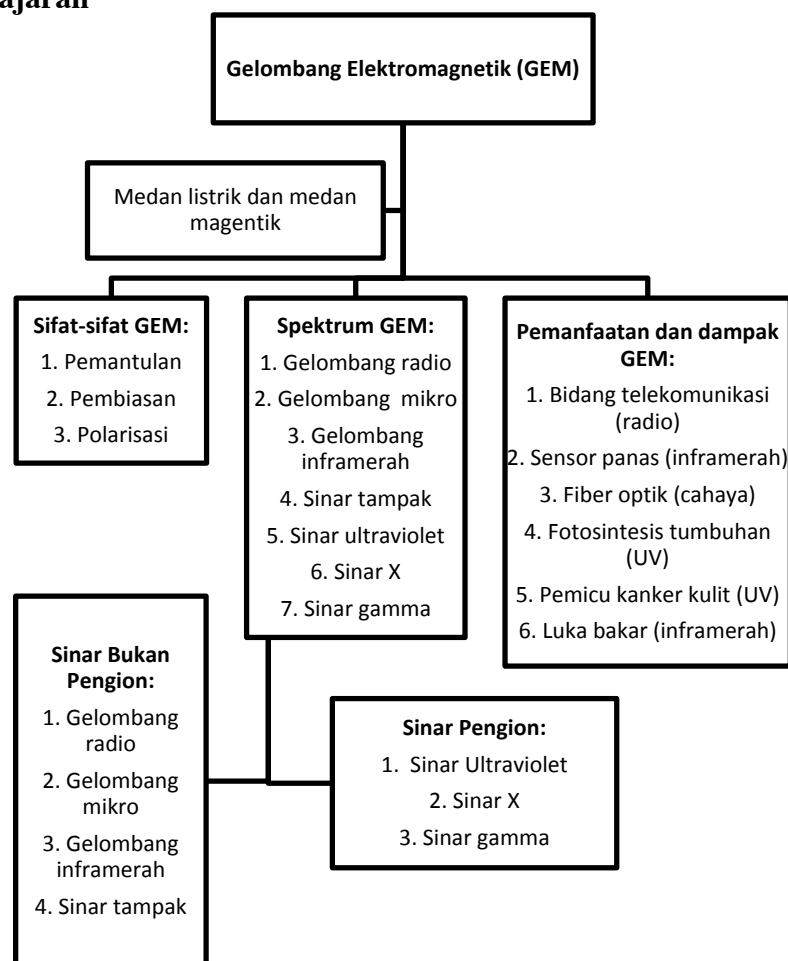 ajaran
Gelombang Elektromagnetik (GEM)
Medan listrik dan medan
magentik
Sifat-sifat GEM:
1. Pemantulan
2. Pembiasan
3. Polarisasi
Spektrum GEM:
1. Gelombang radio
2. Gelombang mikro
3. Gelombang
inframerah
4. Sinar tampak
5. Sinar ultraviolet
6. Sinar X
7. Sinar gamma
Pemanfaatan dan dampak
GEM:
1. Bidang telekomunikasi
(radio)
2. Sensor panas (inframerah)
3. Fiber optik (cahaya)
4. Fotosintesis tumbuhan
(UV)
5. Pemicu kanker kulit (UV)
6. Luka bakar (inframerah)
Sinar Bukan
Pengion:
1. Gelombang
radio
2. Gelombang
mikro
3. Gelombang
inframerah
4. Sinar tampak
Sinar Pengion:
1. Sinar Ultraviolet
2. Sinar X
3. Sinar gamma